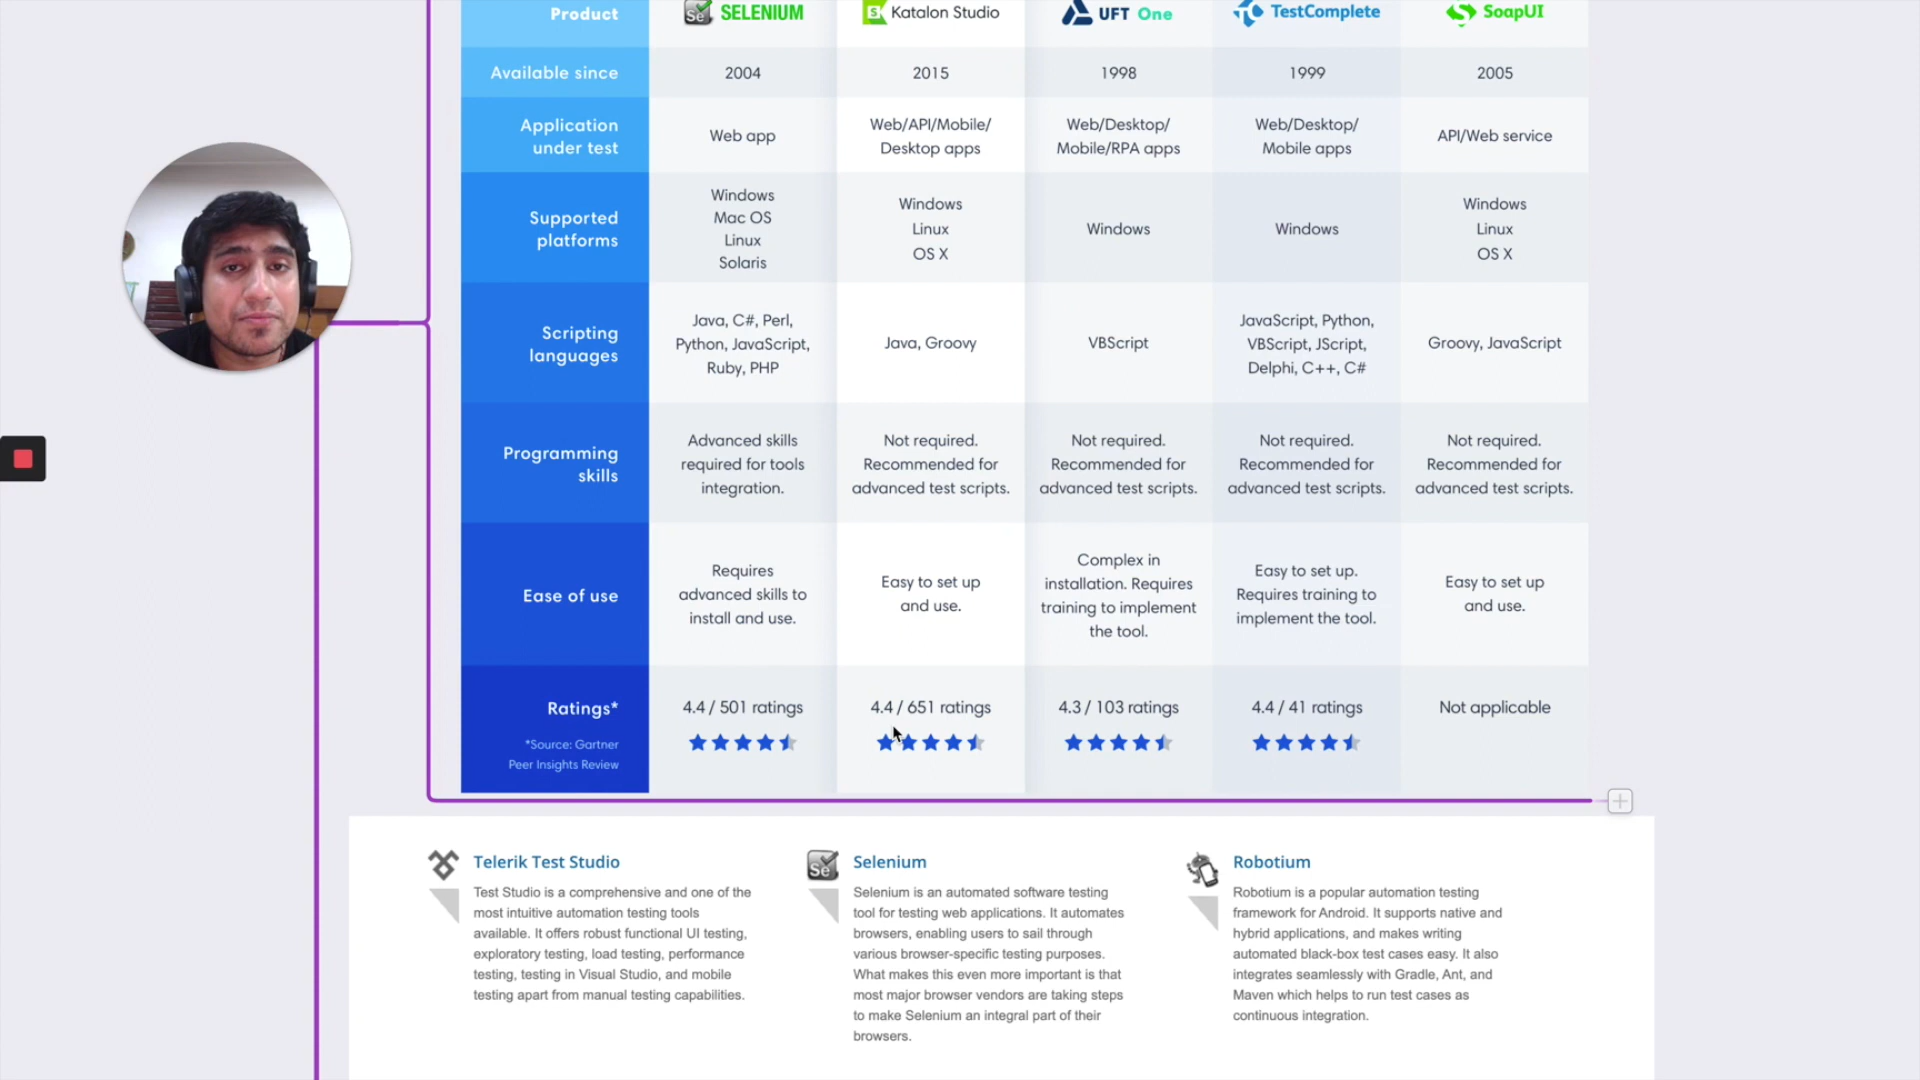 Product
SELENIUM
Katalon Studio
UFT One
TestComplete
SoapUI
Available since
2004
2015
1998
1999
2005
Application
under test
Web app
Web/API/Mobile/
Desktop apps
Web/Desktop/
Mobile/RPA apps
Web/Desktop/
Mobile apps
API/Web service
Supported
platforms
Windows
Mac OS
Linux
Solaris
Windows
Linux
OS X
Windows
Windows
Windows
Linux
OS X
Scripting
languages
Java, C#, Perl,
Python, JavaScript,
Ruby, PHP
Java, Groovy
VBScript
JavaScript, Python,
VBScript, JScript,
Delphi, C++, C#
Groovy, JavaScript
Programming
skills
Advanced skills
required for tools
integration.
Not required.
Recommended for
advanced test scripts.
Not required.
Recommended for
advanced test scripts.
Not required.
Recommended for
advanced test scripts.
Not required.
Recommended for
advanced test scripts.
Ease of use
Requires
advanced skills to
install and use.
Easy to set up
and use.
Complex in
installation. Requires
training to implement
the tool.
Easy to set up.
Requires training to
implement the tool.
Easy to set up
and use.
Ratings*
*Source: Gartner
Peer Insights Review
4.4 / 501 ratings
4.4 / 651 ratings
4.3 / 103 ratings
4.4 / 41 ratings
Not applicable
Telerik Test Studio
Test Studio is a comprehensive and one of the
most intuitive automation testing tools
available. It offers robust functional UI testing,
exploratory testing, load testing, performance
testing, testing in Visual Studio, and mobile
testing apart from manual testing capabilities.
Se
Selenium
Selenium is an automated software testing
tool for testing web applications. It automates
browsers, enabling users to sail through
various browser-specific testing purposes.
What makes this even more important is that
most major browser vendors are taking steps
to make Selenium an integral part of their
browsers.
Robotium
Robotium is a popular automation testing
framework for Android. It supports native and
hybrid applications, and makes writing
automated black-box test cases easy. It also
integrates seamlessly with Gradle, Ant, and
Maven which helps to run test cases as
continuous integration.